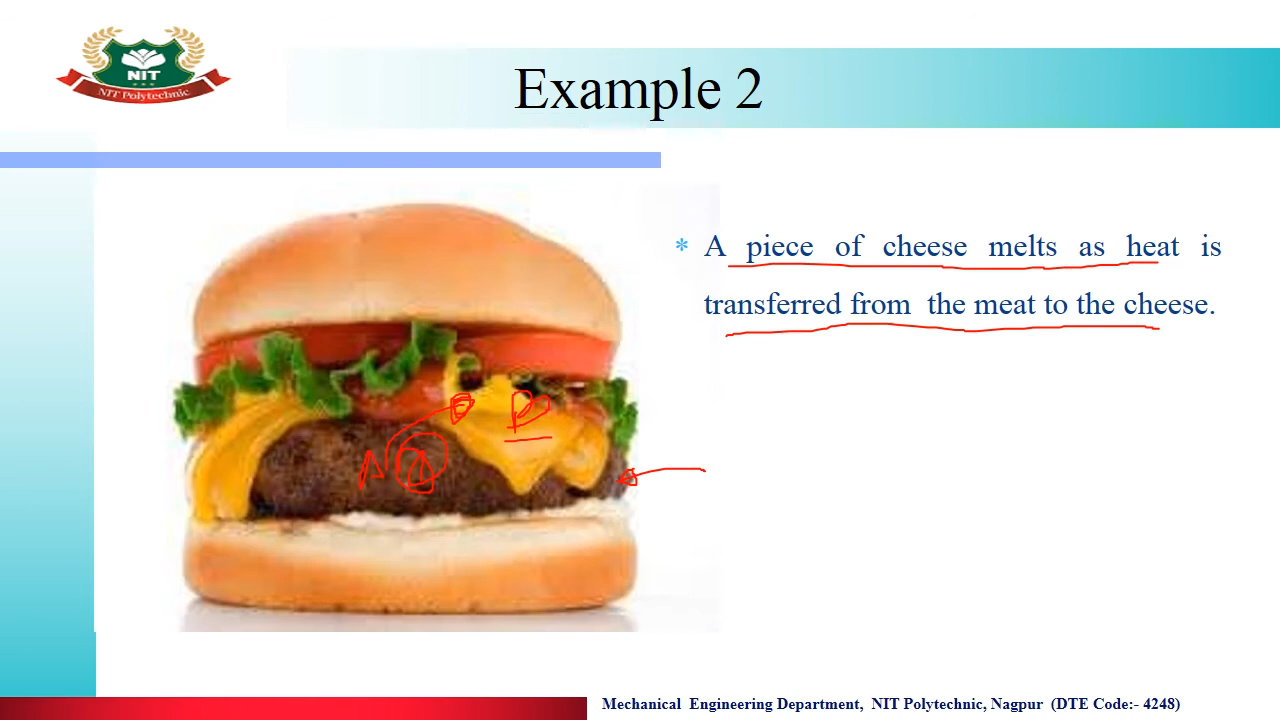 NIT
NIT Polytechnic
Example 2
* A piece of cheese melts as heat is
transferred from the meat to the cheese.
A
B
Mechanical Engineering Department, NIT Polytechnic, Nagpur (DTE Code:- 4248)